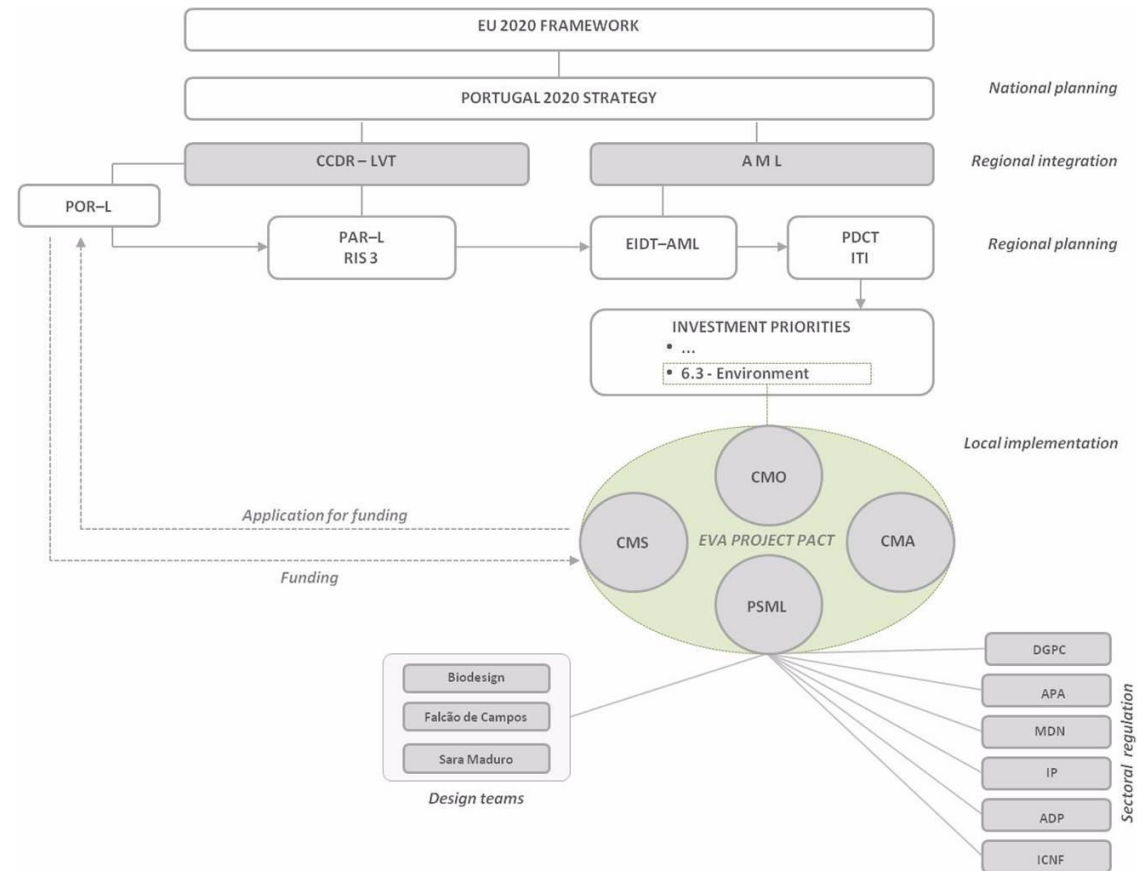 EU 2020 FRAMEWORK
PORTUGAL 2020 STRATEGY
National planning
CCDR – LVT
A M L
Regional integration
POR–L
PAR–L
RIS 3
EIDT–AML
PDCT
ITI
Regional planning
INVESTMENT PRIORITIES
• ...
• 6.3 - Environment
Local implementation
CMO
Application for funding
CMS
EVA PROJECT PACT
CMA
Funding
PSML
DGPC
Biodesign
APA
Falcão de Campos
MDN
Sara Maduro
IP
Design teams
ADP
ICNF
Sectoral regulation